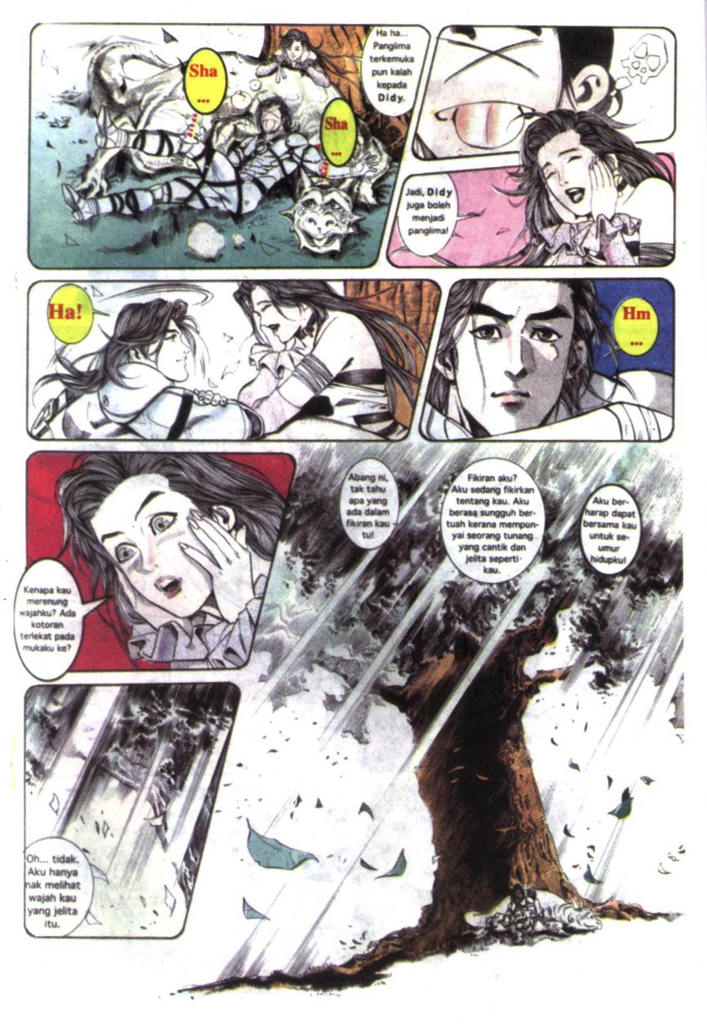 Sha
...
Sha
...
Ha ha...
Panglima
terkemuka
pun kalah
kepada
Didy.
Jadi, Didy
juga boleh
menjadi
panglima!
Ha!
Hm
...
Kenapa kau
merenung
wajahku? Ada
kotoran
terlekat pada
mukaku ke?
Oh... tidak.
Aku hanya
nak melihat
wajah kau
yang jelita
itu.
Abang ni,
tak tahu
apa yang
ada dalam
fikiran kau
tu!
Fikiran aku?
Aku sedang fikirkan
tentang kau. Aku
berasa sungguh ber-
tuah kerana mempun-
yai seorang tunang
yang cantik dan
jelita seperti-
kau.
Aku ber-
harap dapat
bersama kau
untuk se-
umur
hidupku!